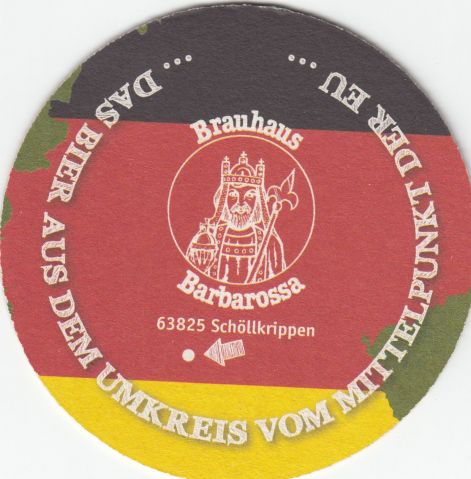 ... DAS BIER AUS DEM UMKREIS VOM MITTELPUNKT DER EU ...
Brauhaus
Barbarossa
63825 Schöllkrippen